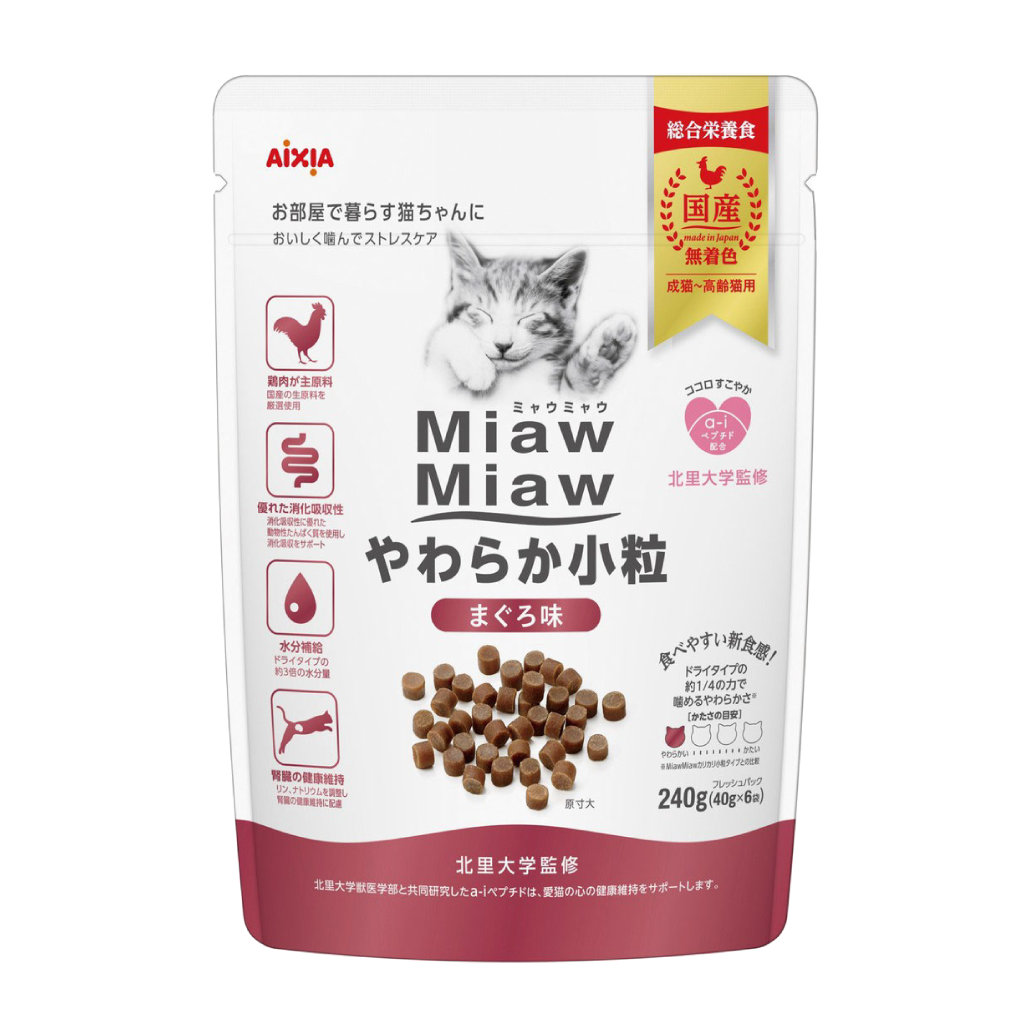 AIXIA
お部屋で暮らす猫ちゃんに
おいしく噛んでストレスケア
総合栄養食
国産
made in Japan
無着色
成猫~高齢猫用
鶏肉が主原料
国産の生原料を
厳選使用
優れた消化吸収性
消化吸収性に優れた
動物性たんぱく質を使用し
消化吸収をサポート
水分補給
ドライタイプの
約3倍の水分量
腎臓の健康維持
リン、ナトリウムを調整し
腎臓の健康維持に配慮
ミャウミャウ
Miaw
Miaw
やわらか小粒
まぐろ味
原寸大
ココロすこやか
a-i
ペプチド
配合
北里大学監修
食べやすい新食感!
ドライタイプの
約1/4の力で
噛めるやわらかさ※
[かたさの目安]
やわらかい かたい
※MiawMiawカリカリ小粒タイプとの比較
フレッシュパック
240g(40g×6袋)
北里大学監修
北里大学獣医学部と共同研究したa-iペプチドは、愛猫の心の健康維持をサポートします。